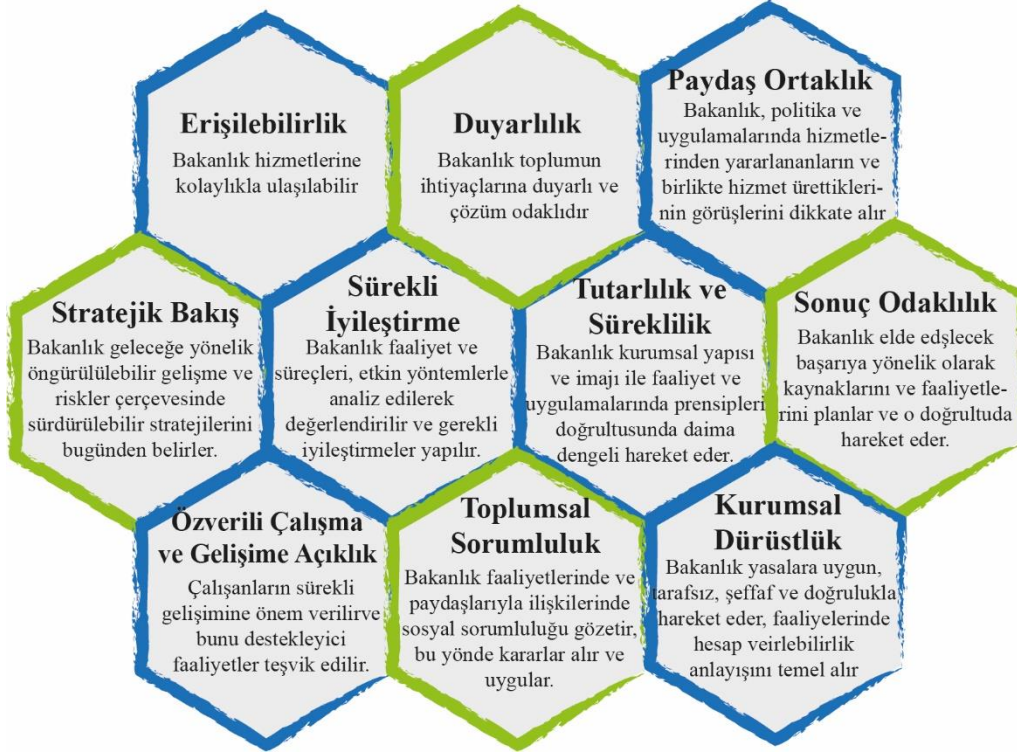 Erişilebilirlik
Bakanlık hizmetlerine
kolaylıkla ulaşılabilir
Duyarlılık
Bakanlık toplumun
ihtiyaçlarına duyarlı ve
çözüm odaklıdır
Paydaş Ortaklık
Bakanlık, politika ve
uygulamalarında hizmetle-
rinden yararlananların ve
birlikte hizmet ürettikleri-
nin görüşlerini dikkate alır
Stratejik Bakış
Bakanlık geleceğe yönelik
öngürülülebilir gelişme ve
riskler çerçevesinde
sürdürülebilir stratejilerini
bugünden belirler.
Sürekli
İyileştirme
Bakanlık faaliyet ve
süreçleri, etkin yöntemlerle
analiz edilerek
değerlendirilir ve gerekli
iyileştirmeler yapılır.
Tutarlılık ve
Süreklilik
Bakanlık kurumsal yapısı
ve imajı ile faaliyet ve
uygulamalarında prensipleri
doğrultusunda daima
dengeli hareket eder.
Sonuç Odaklılık
Bakanlık elde edşlecek
başarıya yönelik olarak
kaynaklarını ve faaliyetle-
rini planlar ve o doğrultuda
hareket eder.
Özverili Çalışma
ve Gelişime Açıklık
Çalışanların sürekli
gelişimine önem verilirve
bunu destekleyici
faaliyetler teşvik edilir.
Toplumsal
Sorumluluk
Bakanlık faaliyetlerinde ve
paydaşlarıyla ilişkilerinde
sosyal sorumluluğu gözetir,
bu yönde kararlar alır ve
uygular.
Kurumsal
Dürüstlük
Bakanlık yasalara uygun,
tarafsız, şeffaf ve doğrulukla
hareket eder, faaliyelerinde
hesap veirlebilirlik
anlayışını temel alır